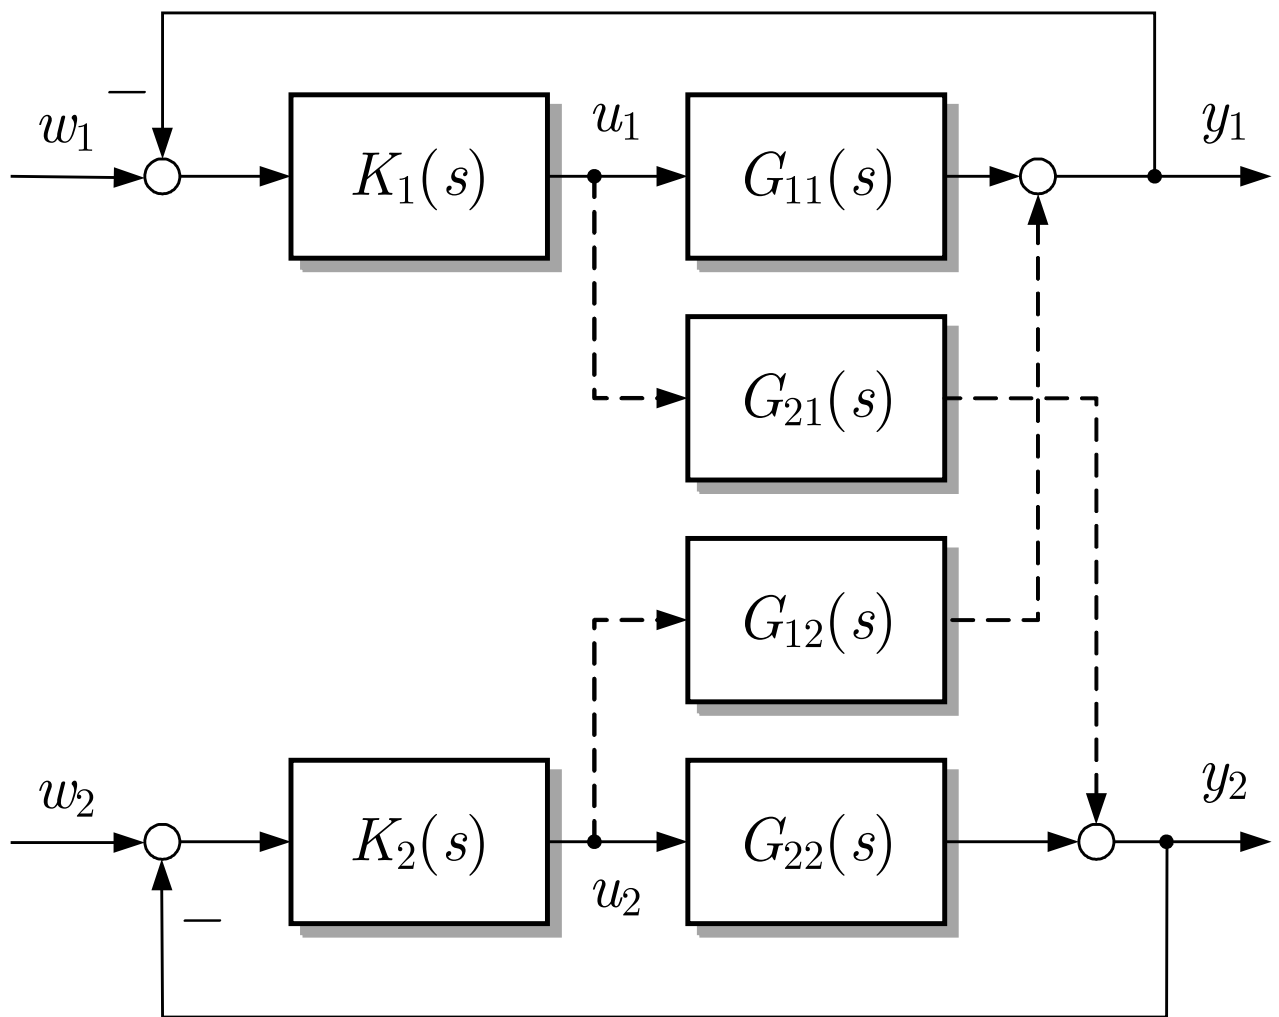 −
w₁
K₁(s)
u₁
G₁₁(s)
y₁
G₂₁(s)
G₁₂(s)
w₂
K₂(s)
u₂
G₂₂(s)
y₂
−